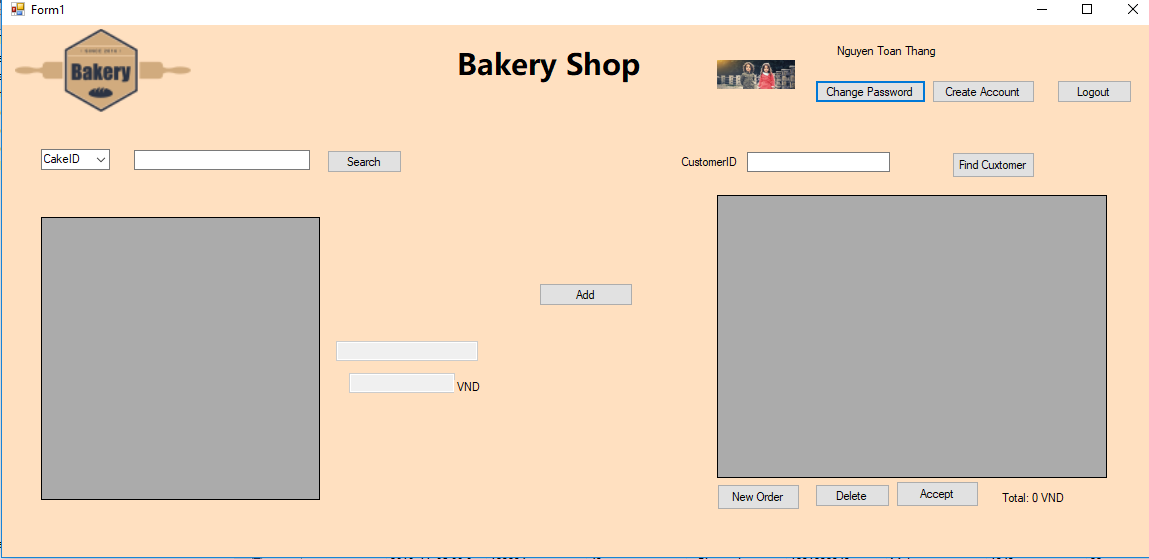 Form1
SINCE 2016
Bakery
Bakery Shop
Nguyen Toan Thang
Change Password
Create Account
Logout
CakeID
Search
CustomerID
Find Cuxtomer
Add
VND
New Order
Delete
Accept
Total: 0 VND